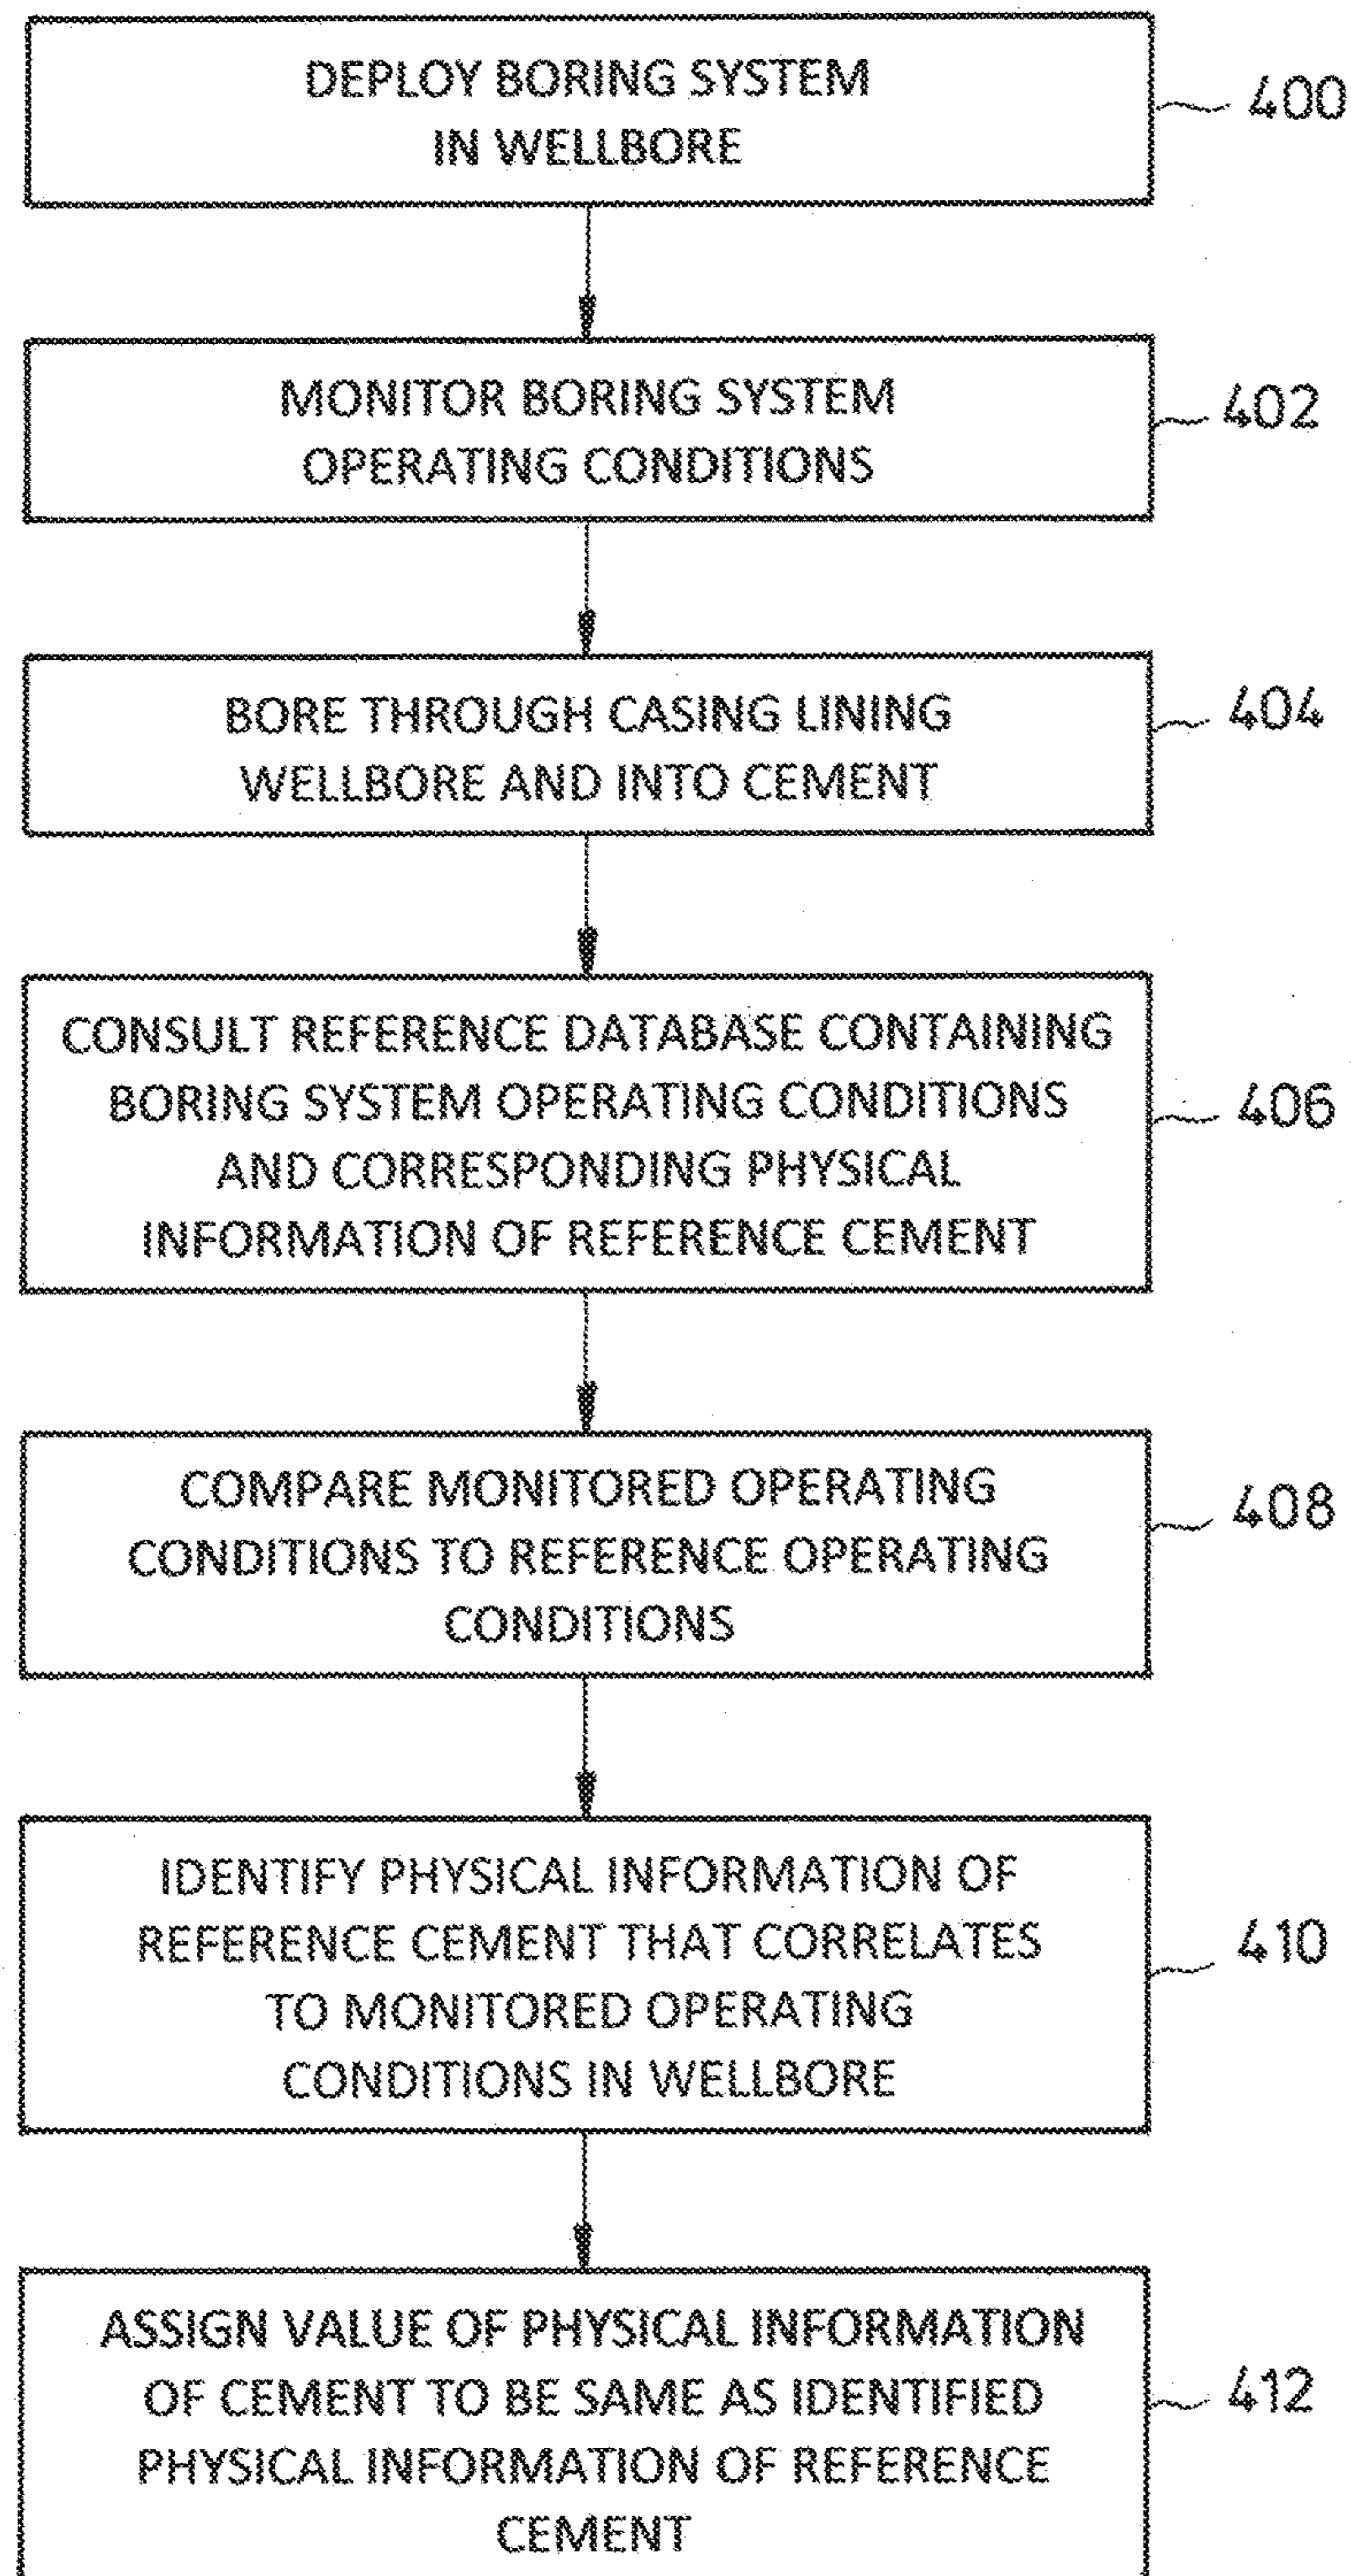 DEPLOY BORING SYSTEM
IN WELLBORE
400
MONITOR BORING SYSTEM
OPERATING CONDITIONS
402
BORE THROUGH CASING LINING
WELLBORE AND INTO CEMENT
404
CONSULT REFERENCE DATABASE CONTAINING
BORING SYSTEM OPERATING CONDITIONS
AND CORRESPONDING PHYSICAL
INFORMATION OF REFERENCE CEMENT
406
COMPARE MONITORED OPERATING
CONDITIONS TO REFERENCE OPERATING
CONDITIONS
408
IDENTIFY PHYSICAL INFORMATION OF
REFERENCE CEMENT THAT CORRELATES
TO MONITORED OPERATING
CONDITIONS IN WELLBORE
410
ASSIGN VALUE OF PHYSICAL INFORMATION
OF CEMENT TO BE SAME AS IDENTIFIED
PHYSICAL INFORMATION OF REFERENCE
CEMENT
412